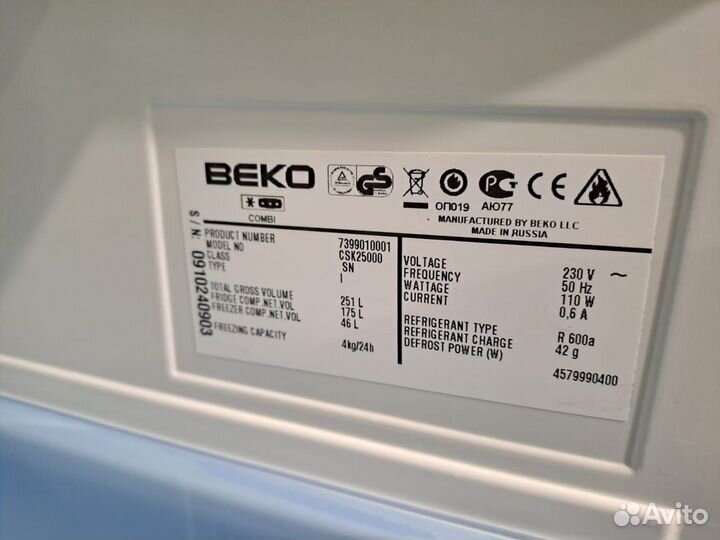 BEKO
COMBI
ОП019 АЮ77
MANUFACTURED BY BEKO LLC
MADE IN RUSSIA
S / N: 0910240903
PRODUCT NUMBER 7399010001
MODEL NO CSK25000
CLASS SN
TYPE I
TOTAL GROSS VOLUME 251 L
FRIDGE COMP.NET.VOL 175 L
FREEZER COMP.NET.VOL 46 L
FREEZING CAPACITY 4kg/24h
VOLTAGE 230 V ~
FREQUENCY 50 Hz
WATTAGE 110 W
CURRENT 0,6 A
REFRIGERANT TYPE R 600a
REFRIGERANT CHARGE 42 g
DEFROST POWER (W)
4579990400
Avito